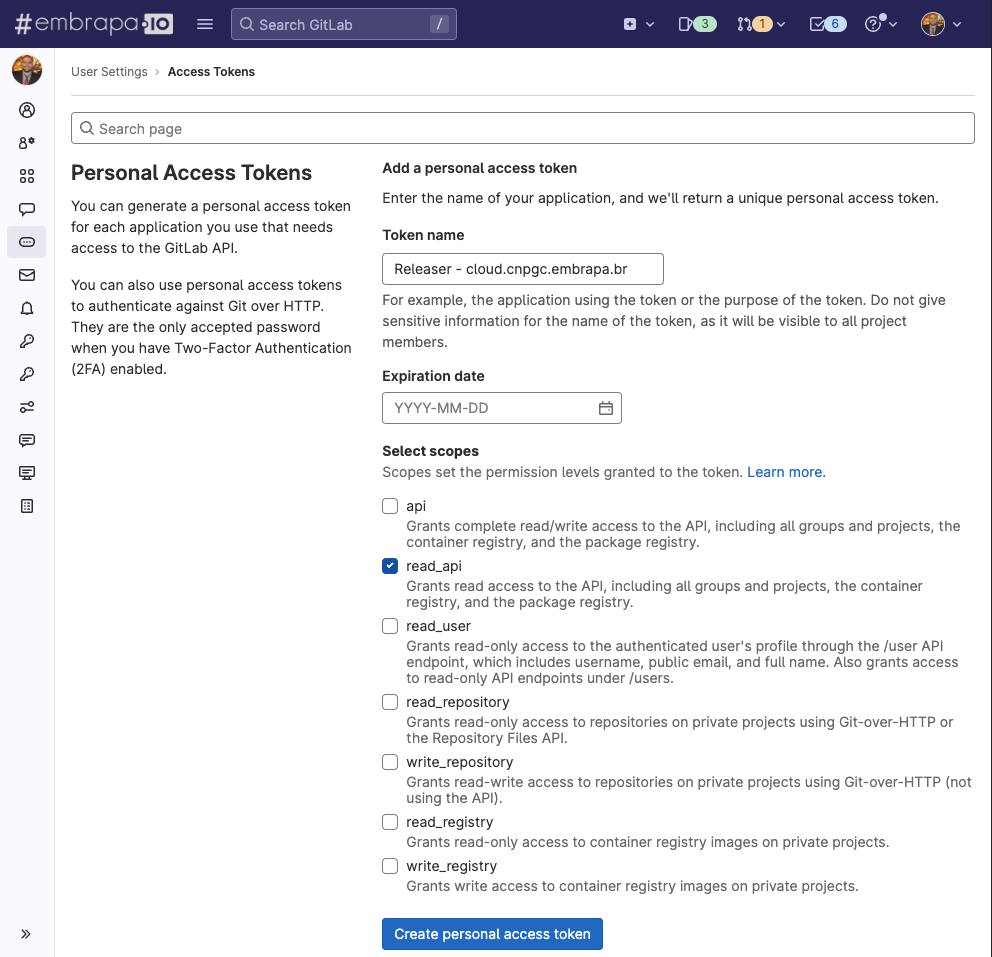 #embrapa.IO
Search GitLab
/
3
1
6
User Settings
Access Tokens
Search page
Personal Access Tokens
You can generate a personal access token
for each application you use that needs
access to the GitLab API.
You can also use personal access tokens
to authenticate against Git over HTTP.
They are the only accepted password
when you have Two-Factor Authentication
(2FA) enabled.
Add a personal access token
Enter the name of your application, and we'll return a unique personal access token.
Token name
Releaser - cloud.cnpgc.embrapa.br
For example, the application using the token or the purpose of the token. Do not give
sensitive information for the name of the token, as it will be visible to all project
members.
Expiration date
YYYY-MM-DD
Select scopes
Scopes set the permission levels granted to the token. Learn more.
api
Grants complete read/write access to the API, including all groups and projects, the
container registry, and the package registry.
read_api
Grants read access to the API, including all groups and projects, the container
registry, and the package registry.
read_user
Grants read-only access to the authenticated user's profile through the /user API
endpoint, which includes username, public email, and full name. Also grants access
to read-only API endpoints under /users.
read_repository
Grants read-only access to repositories on private projects using Git-over-HTTP or
the Repository Files API.
write_repository
Grants read-write access to repositories on private projects using Git-over-HTTP (not
using the API).
read_registry
Grants read-only access to container registry images on private projects.
write_registry
Grants write access to container registry images on private projects.
Create personal access token